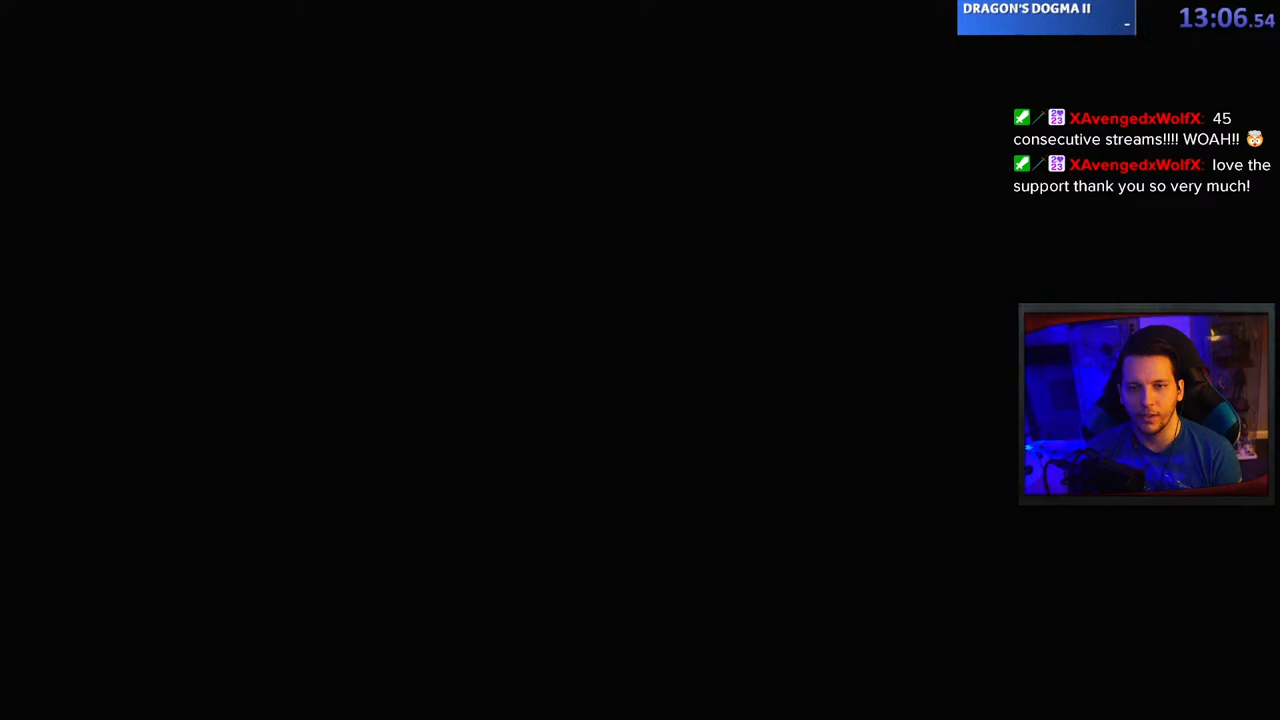 DRAGON'S DOGMA II
-
13:06.54
XAvengedxWolfX: 45
consecutive streams!!!! WOAH!! 🤯
XAvengedxWolfX: love the
support thank you so very much!